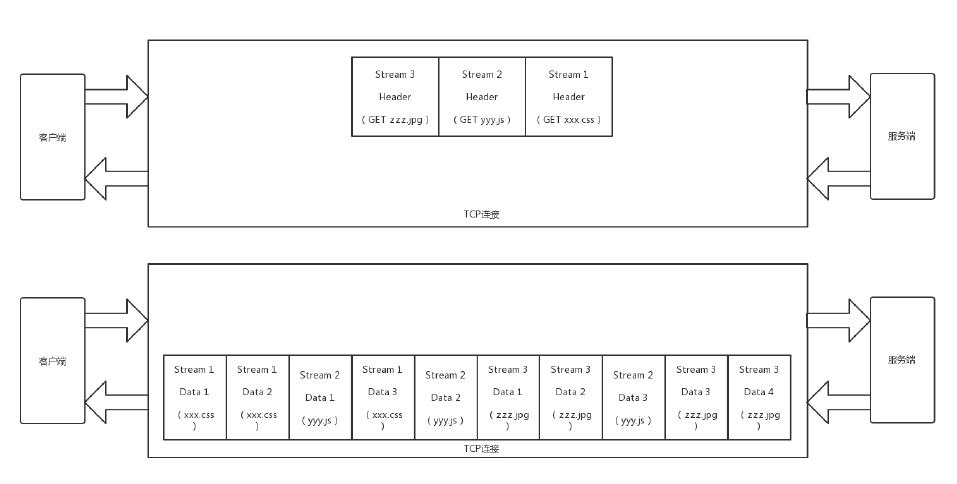 Stream 3
Header
( GET zzz.jpg )
Stream 2
Header
( GET yyy.js )
Stream 1
Header
( GET xxx.css )
客户端
服务端
TCP连接
客户端
服务端
Stream 1
Data 1
( xxx.css
)
Stream 1
Data 2
( xxx.css
)
Stream 2
Data 1
( yyy.js )
Stream 1
Data 3
( xxx.css
)
Stream 2
Data 2
( yyy.js )
Stream 3
Data 1
( zzz.jpg
)
Stream 3
Data 2
( zzz.jpg
)
Stream 2
Data 3
( yyy.js )
Stream 3
Data 3
( zzz.jpg
)
Stream 3
Data 4
( zzz.jpg
)
TCP连接